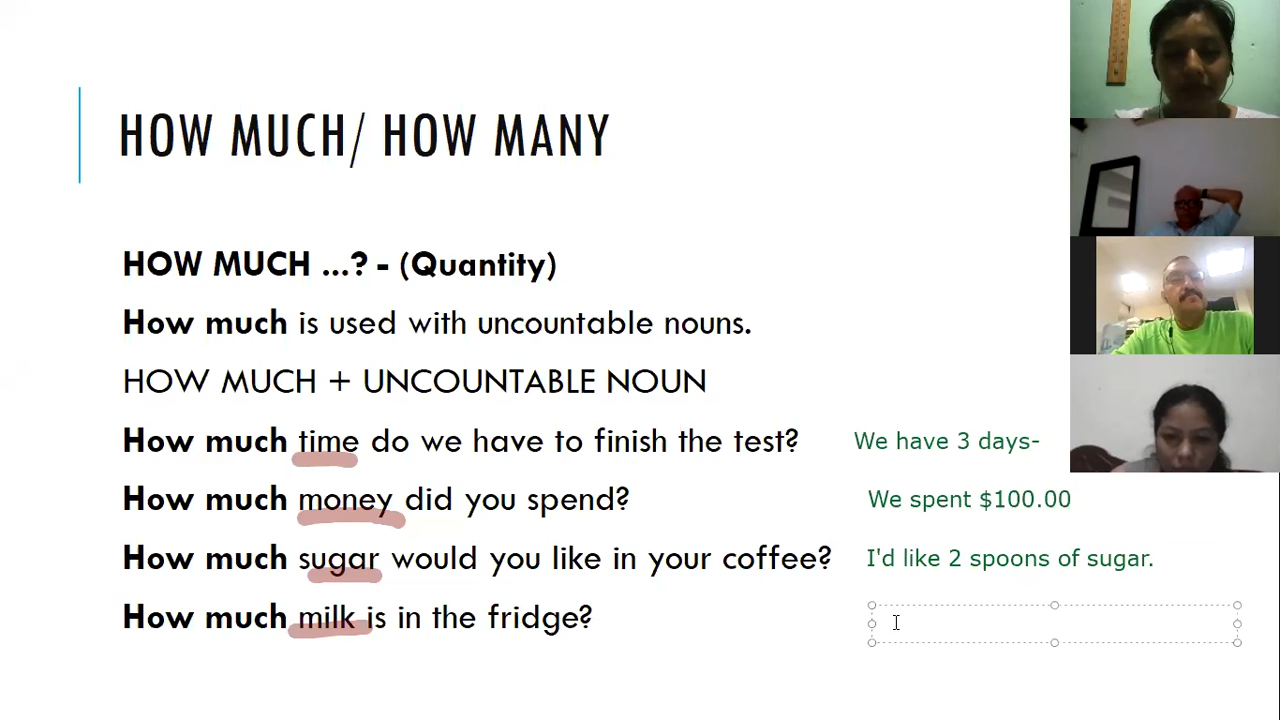 HOW MUCH/ HOW MANY
HOW MUCH ...? - (Quantity)
How much is used with uncountable nouns.
HOW MUCH + UNCOUNTABLE NOUN
How much time do we have to finish the test? We have 3 days-
How much money did you spend? We spent $100.00
How much sugar would you like in your coffee? I'd like 2 spoons of sugar.
How much milk is in the fridge?